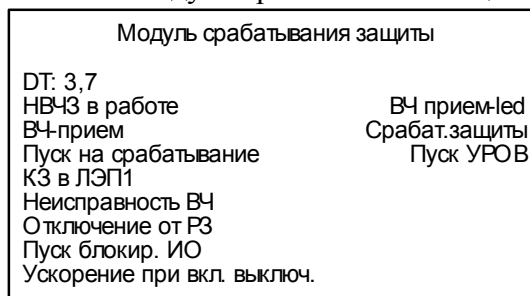 Модуль срабатывания защиты
DT: 3,7
НВЧЗ в работе ВЧ прием-led
ВЧ-прием Срабат.защиты
Пуск на срабатывание Пуск УРОВ
КЗ в ЛЭП1
Неисправность ВЧ
Отключение от РЗ
Пуск блокир. ИО
Ускорение при вкл. выключ.